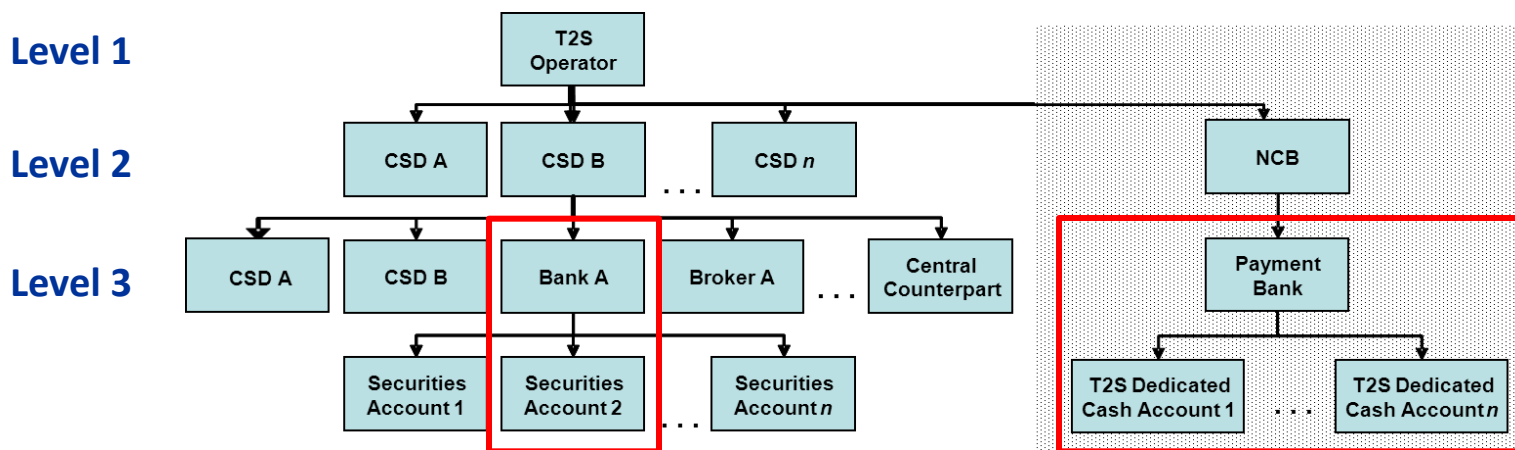 Level 1
T2S
Operator
Level 2
CSD A
CSD B
. . .
CSD n
NCB
Level 3
CSD A
CSD B
Bank A
Broker A
. . .
Central
Counterpart
Payment
Bank
Securities
Account 1
Securities
Account 2
. . .
Securities
Account n
T2S Dedicated
Cash Account 1
. . .
T2S Dedicated
Cash Account n